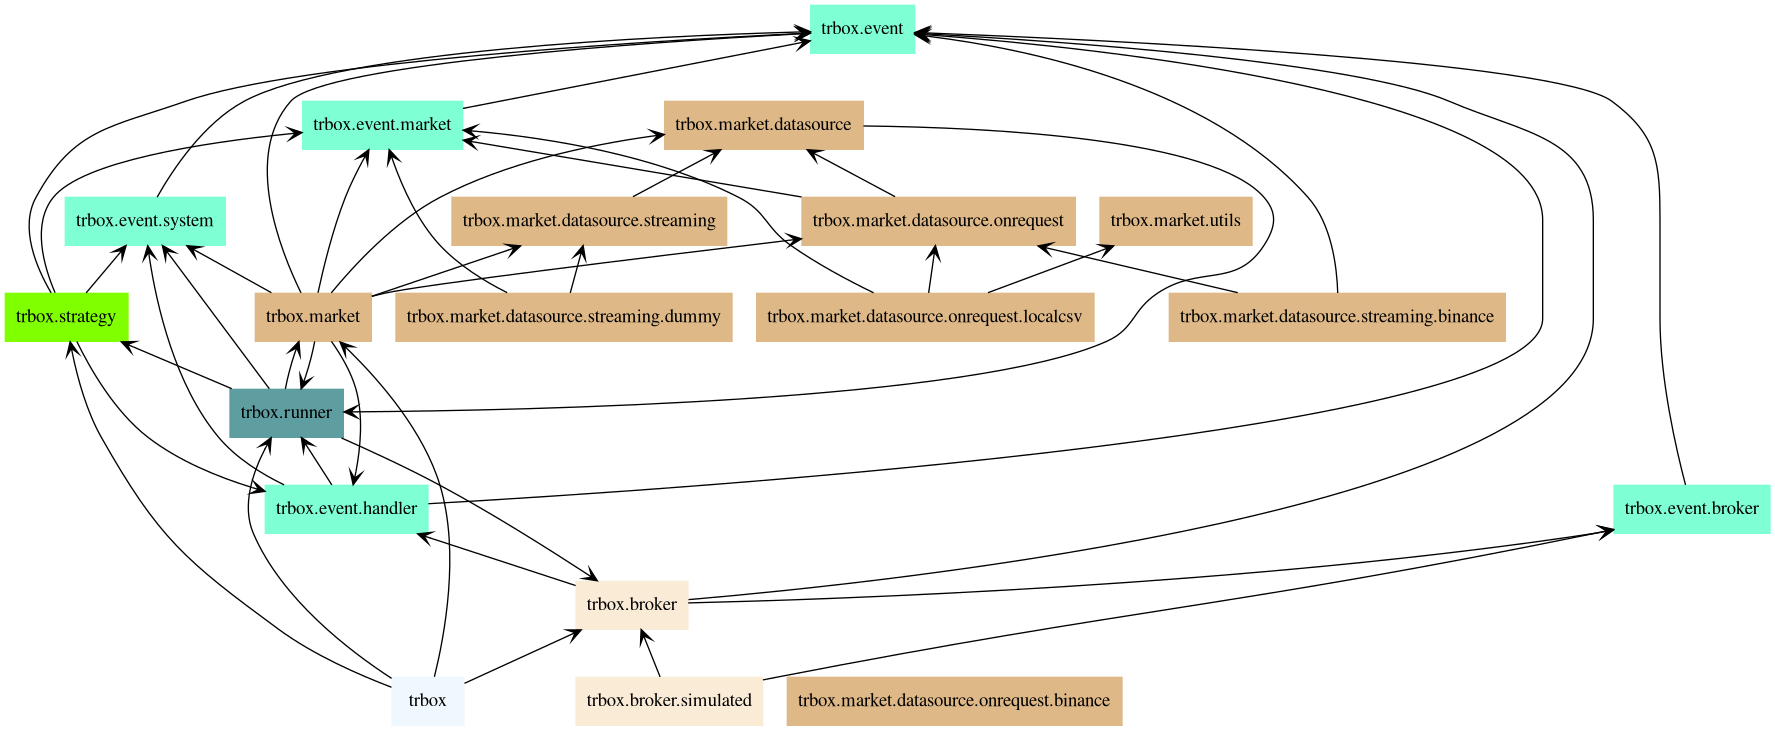 trbox.event
trbox.event.market
trbox.market.datasource
trbox.event.system
trbox.market.datasource.streaming
trbox.market.datasource.onrequest
trbox.market.utils
trbox.strategy
trbox.market
trbox.market.datasource.streaming.dummy
trbox.market.datasource.onrequest.localcsv
trbox.market.datasource.streaming.binance
trbox.runner
trbox.event.handler
trbox.event.broker
trbox.broker
trbox
trbox.broker.simulated
trbox.market.datasource.onrequest.binance